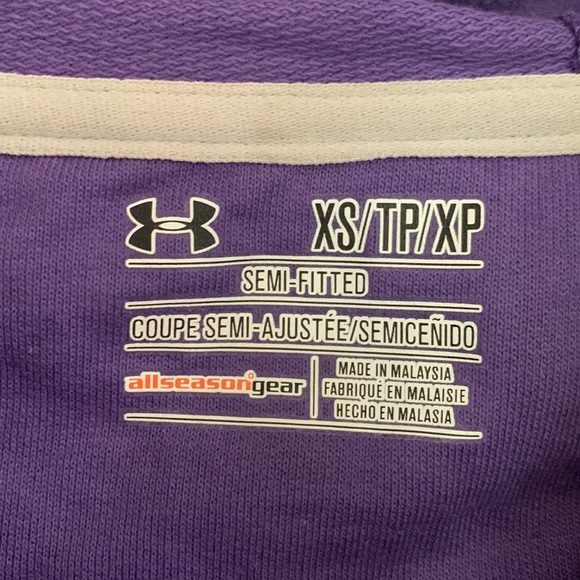 XS/TP/XP
SEMI-FITTED
COUPE SEMI-AJUSTÉE/SEMICEÑIDO
allseasongear
MADE IN MALAYSIA
FABRIQUÉ EN MALAISIE
HECHO EN MALASIA